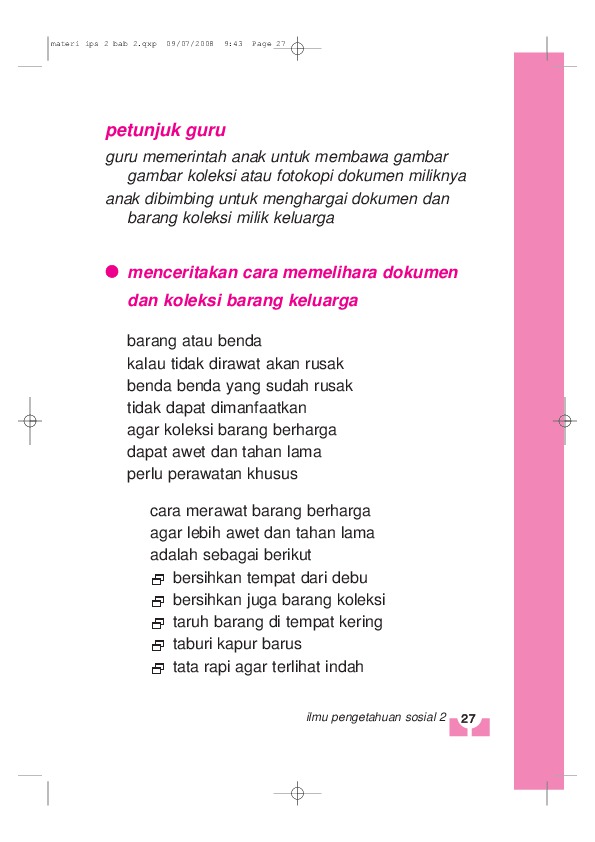 materi ips 2 bab 2.qxp 09/07/2008 9:43 Page 27
petunjuk guru
guru memerintah anak untuk membawa gambar
gambar koleksi atau fotokopi dokumen miliknya
anak dibimbing untuk menghargai dokumen dan
barang koleksi milik keluarga
menceritakan cara memelihara dokumen
dan koleksi barang keluarga
barang atau benda
kalau tidak dirawat akan rusak
benda benda yang sudah rusak
tidak dapat dimanfaatkan
agar koleksi barang berharga
dapat awet dan tahan lama
perlu perawatan khusus
cara merawat barang berharga
agar lebih awet dan tahan lama
adalah sebagai berikut
bersihkan tempat dari debu
bersihkan juga barang koleksi
taruh barang di tempat kering
taburi kapur barus
tata rapi agar terlihat indah
ilmu pengetahuan sosial 2 27